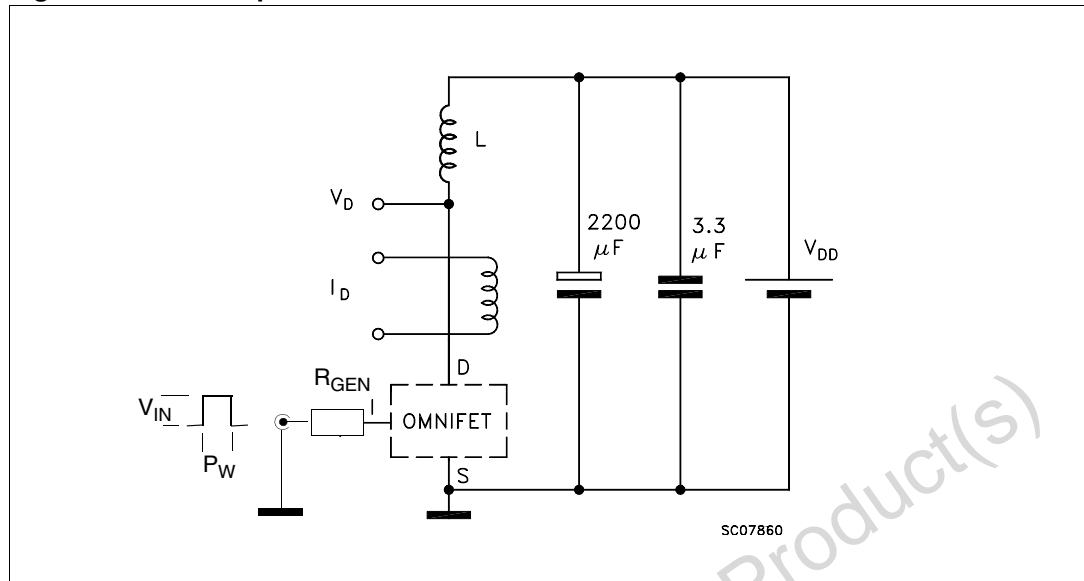 L
V_D
2200
μF
3.3
μF
V_DD
I_D
D
R_GEN
I
OMNIFET
V_IN
P_W
S
SC07860
Product(s)